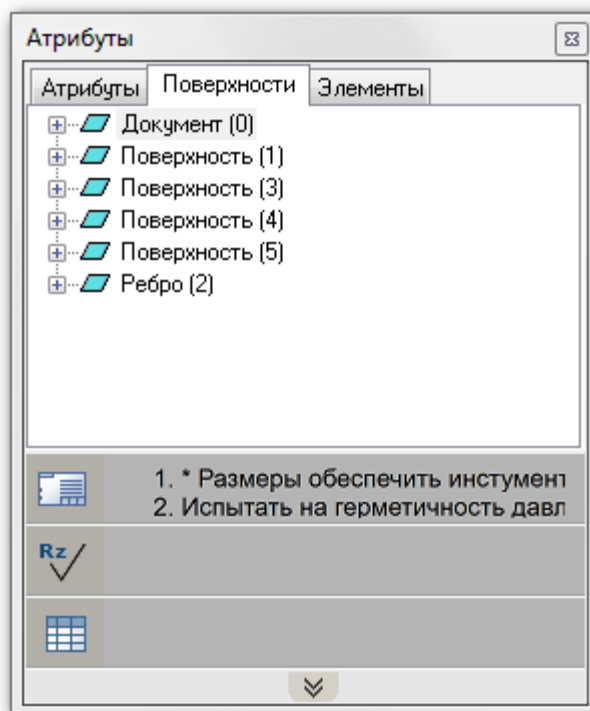 Атрибуты
Атрибуты Поверхности Элементы
Документ (0)
Поверхность (1)
Поверхность (3)
Поверхность (4)
Поверхность (5)
Ребро (2)
1. * Размеры обеспечить инстумент
2. Испытать на герметичность давл
Rz